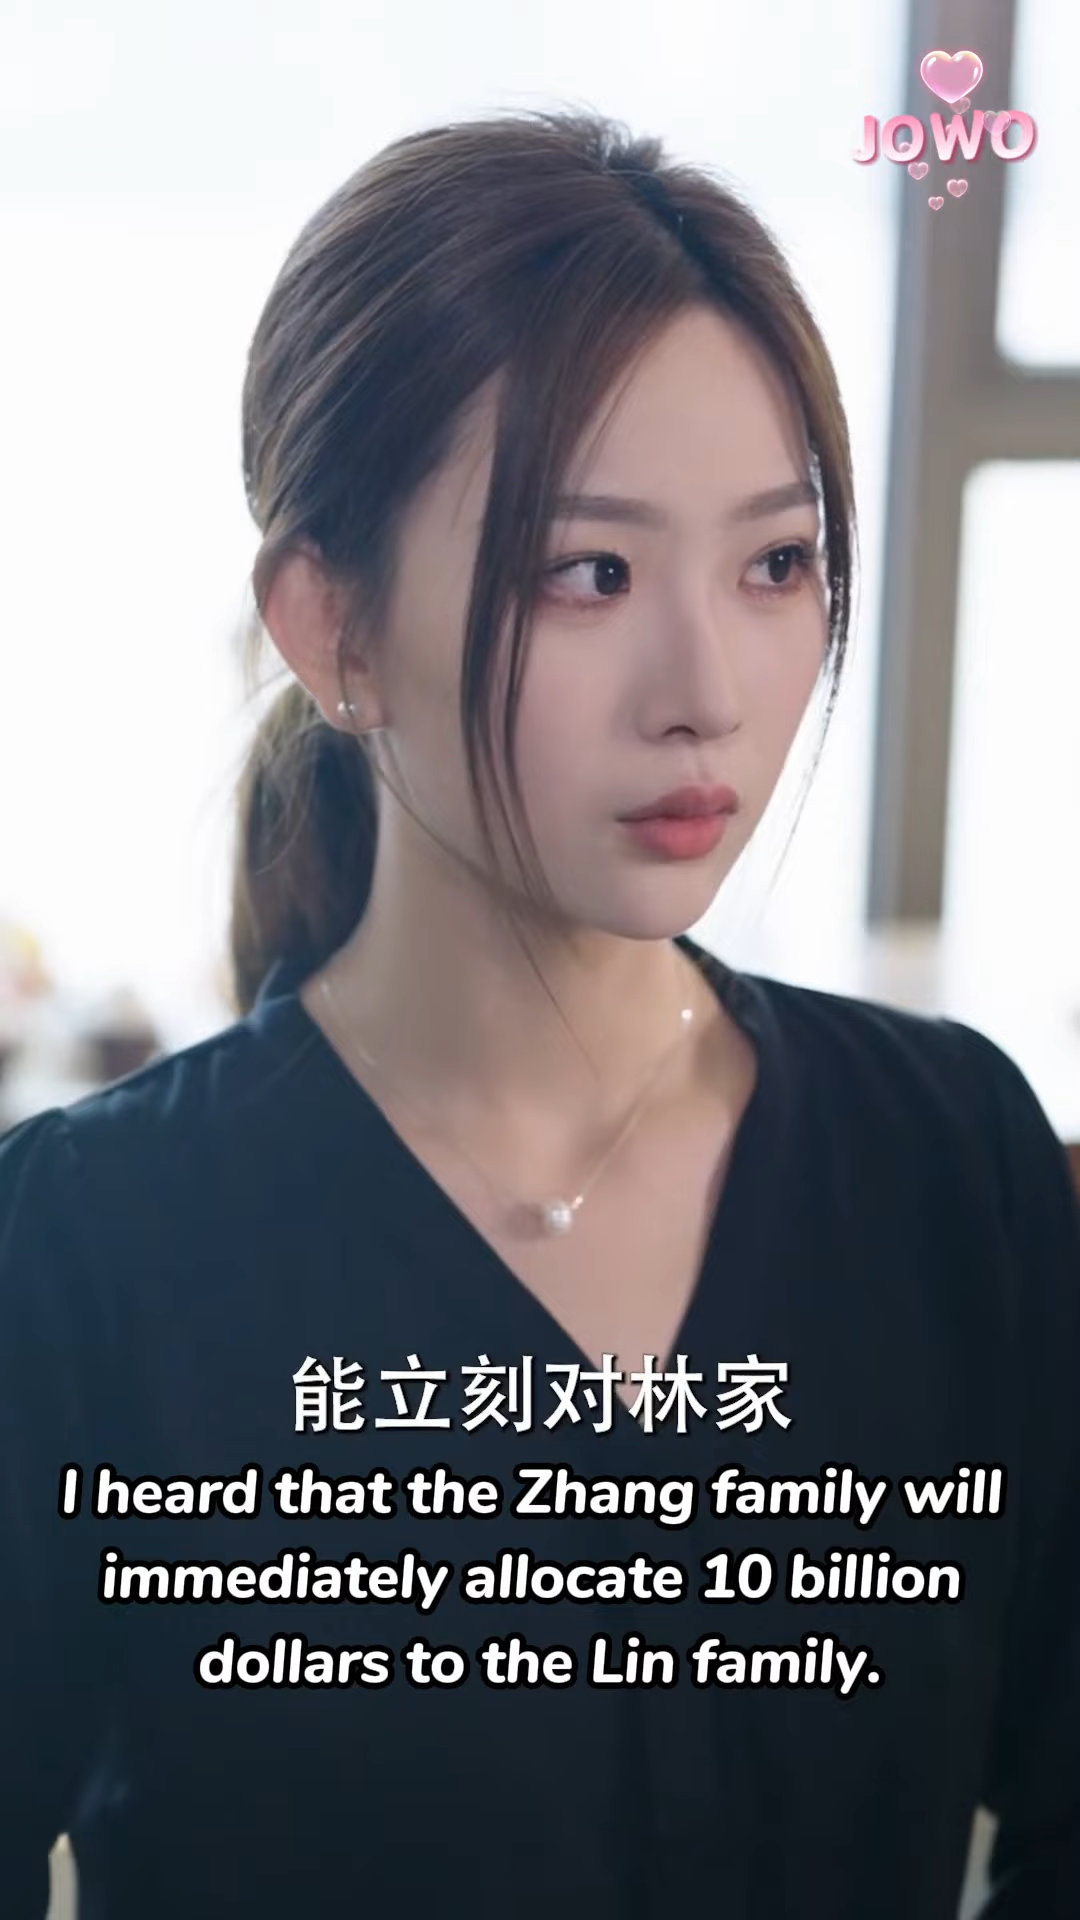 JOWO
能立刻对林家
I heard that the Zhang family will
immediately allocate 10 billion
dollars to the Lin family.